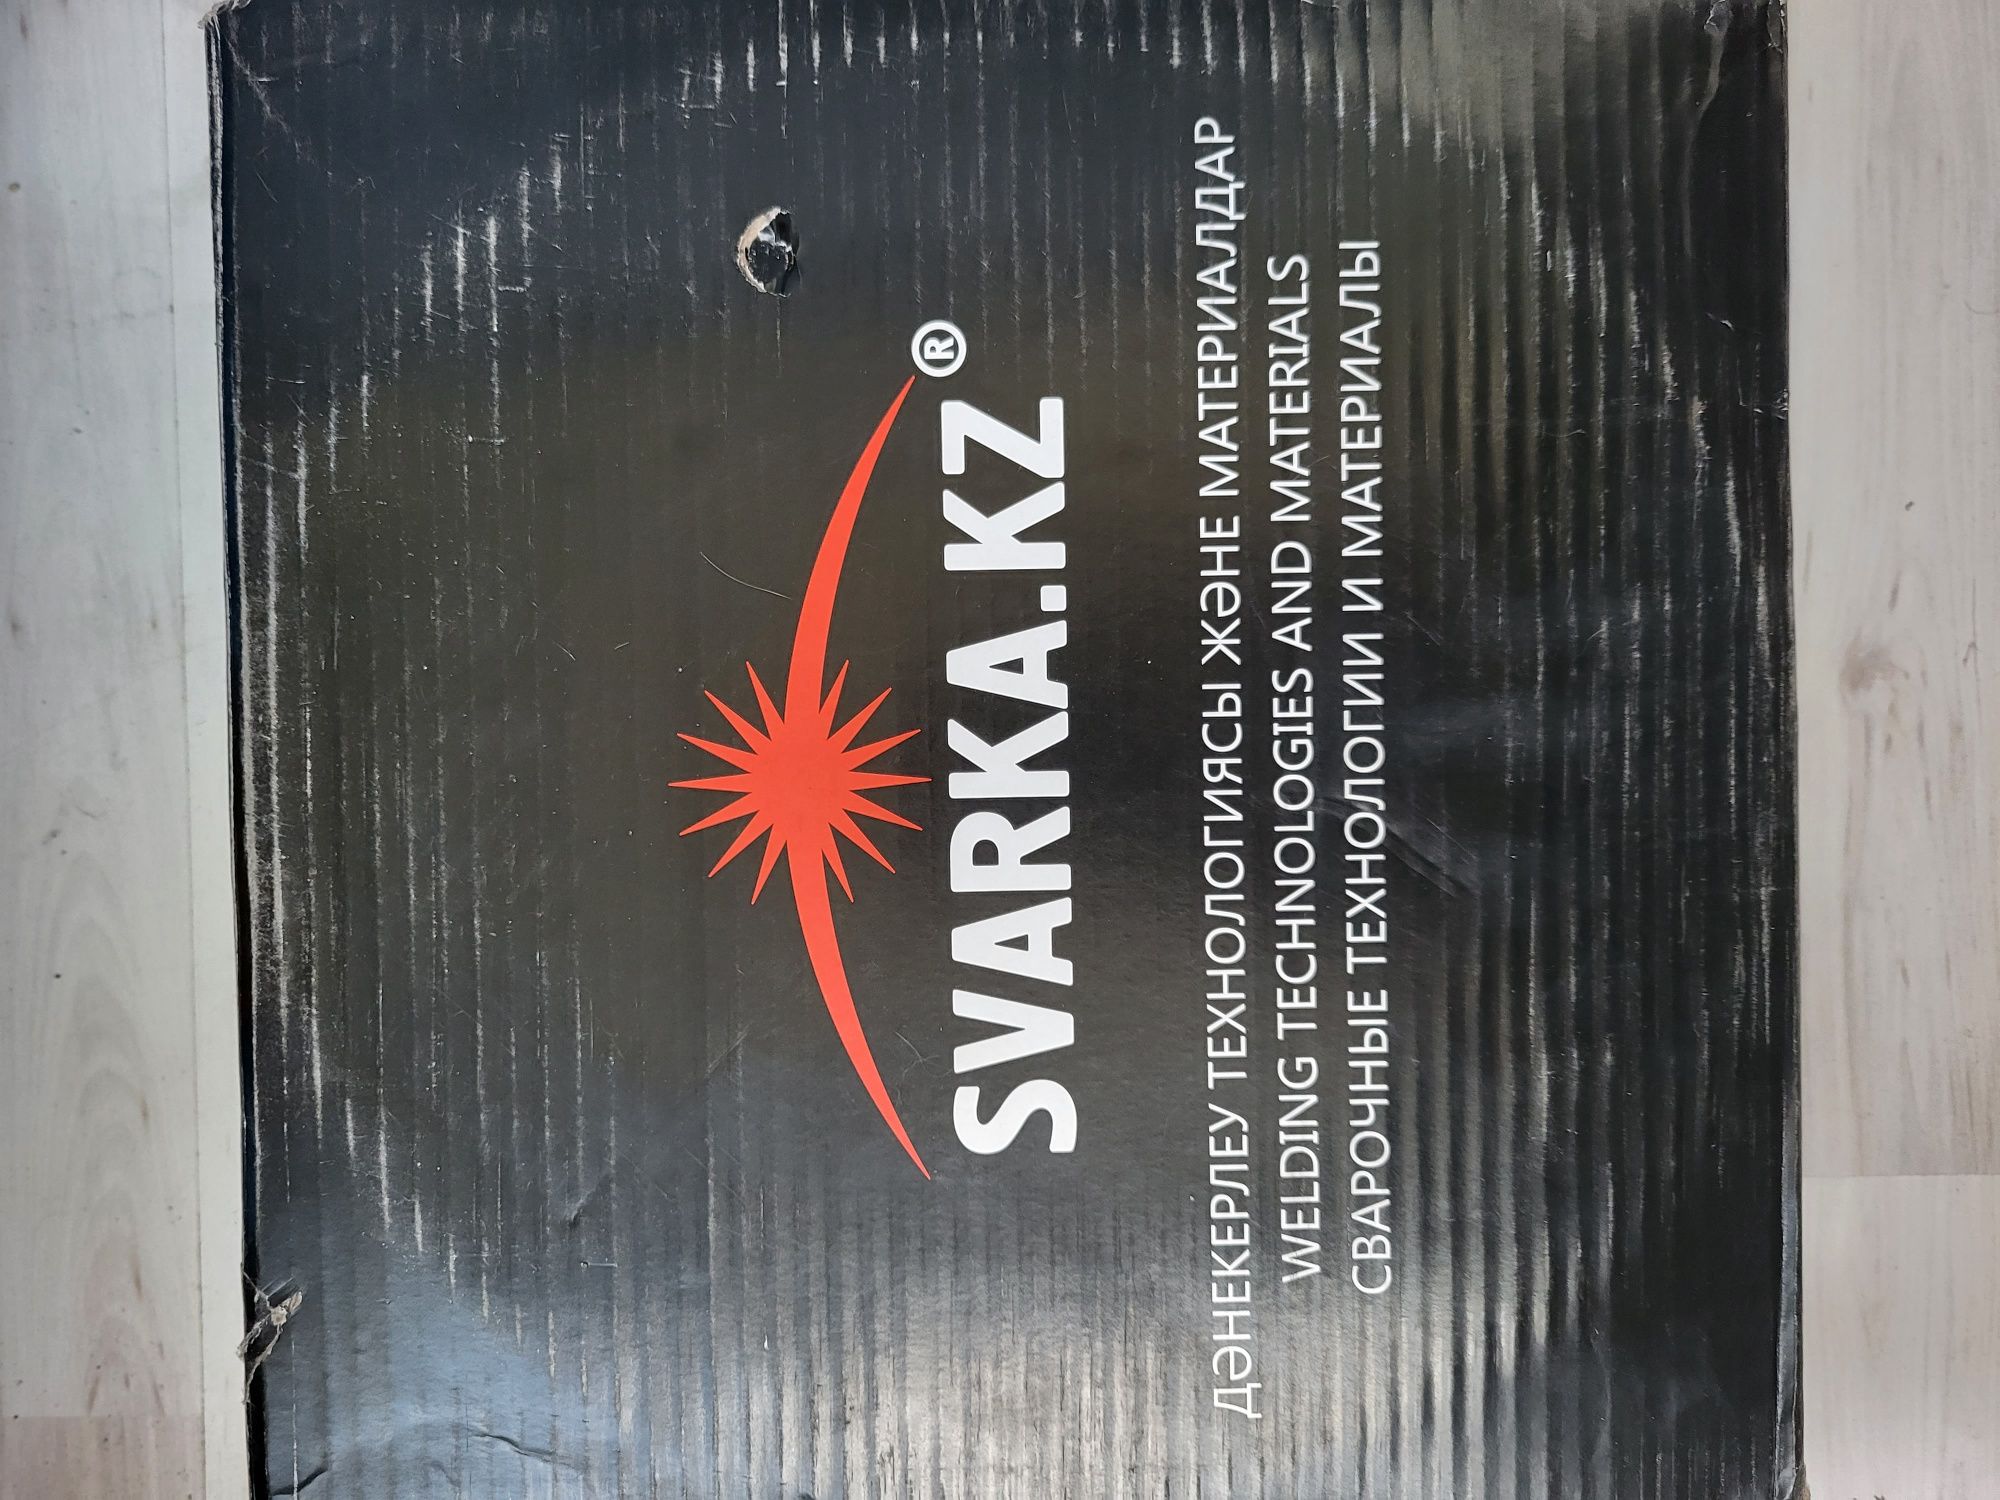 SVARKA.KZ®
ДӘНЕКЕРЛЕУ ТЕХНОЛОГИЯСЫ ЖӘНЕ МАТЕРИАЛДАР
WELDING TECHNOLOGIES AND MATERIALS
СВАРОЧНЫЕ ТЕХНОЛОГИИ И МАТЕРИАЛЫ